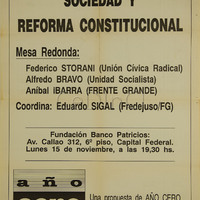 SOCIEDAD Y
REFORMA CONSTITUCIONAL
Mesa Redonda:
Federico STORANI (Unión Cívica Radical)
Alfredo BRAVO (Unidad Socialista)
Aníbal IBARRA (FRENTE GRANDE)
Coordina: Eduardo SIGAL (Fredejuso/FG)
Fundación Banco Patricios:
Av. Callao 312, 6º piso, Capital Federal.
Lunes 15 de noviembre, a las 19,30 hs.
año
cero
Una propuesta de AÑO CERO